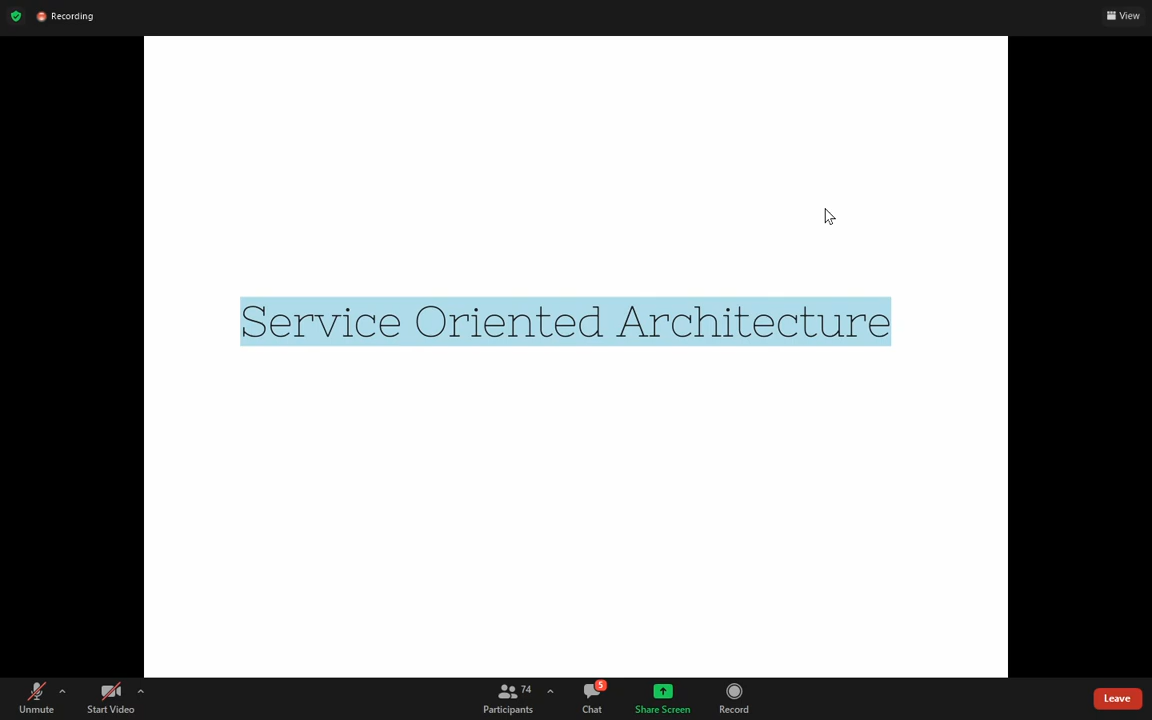 Recording
View
Service Oriented Architecture
Unmute
Start Video
74
Participants
5
Chat
Share Screen
Record
Leave